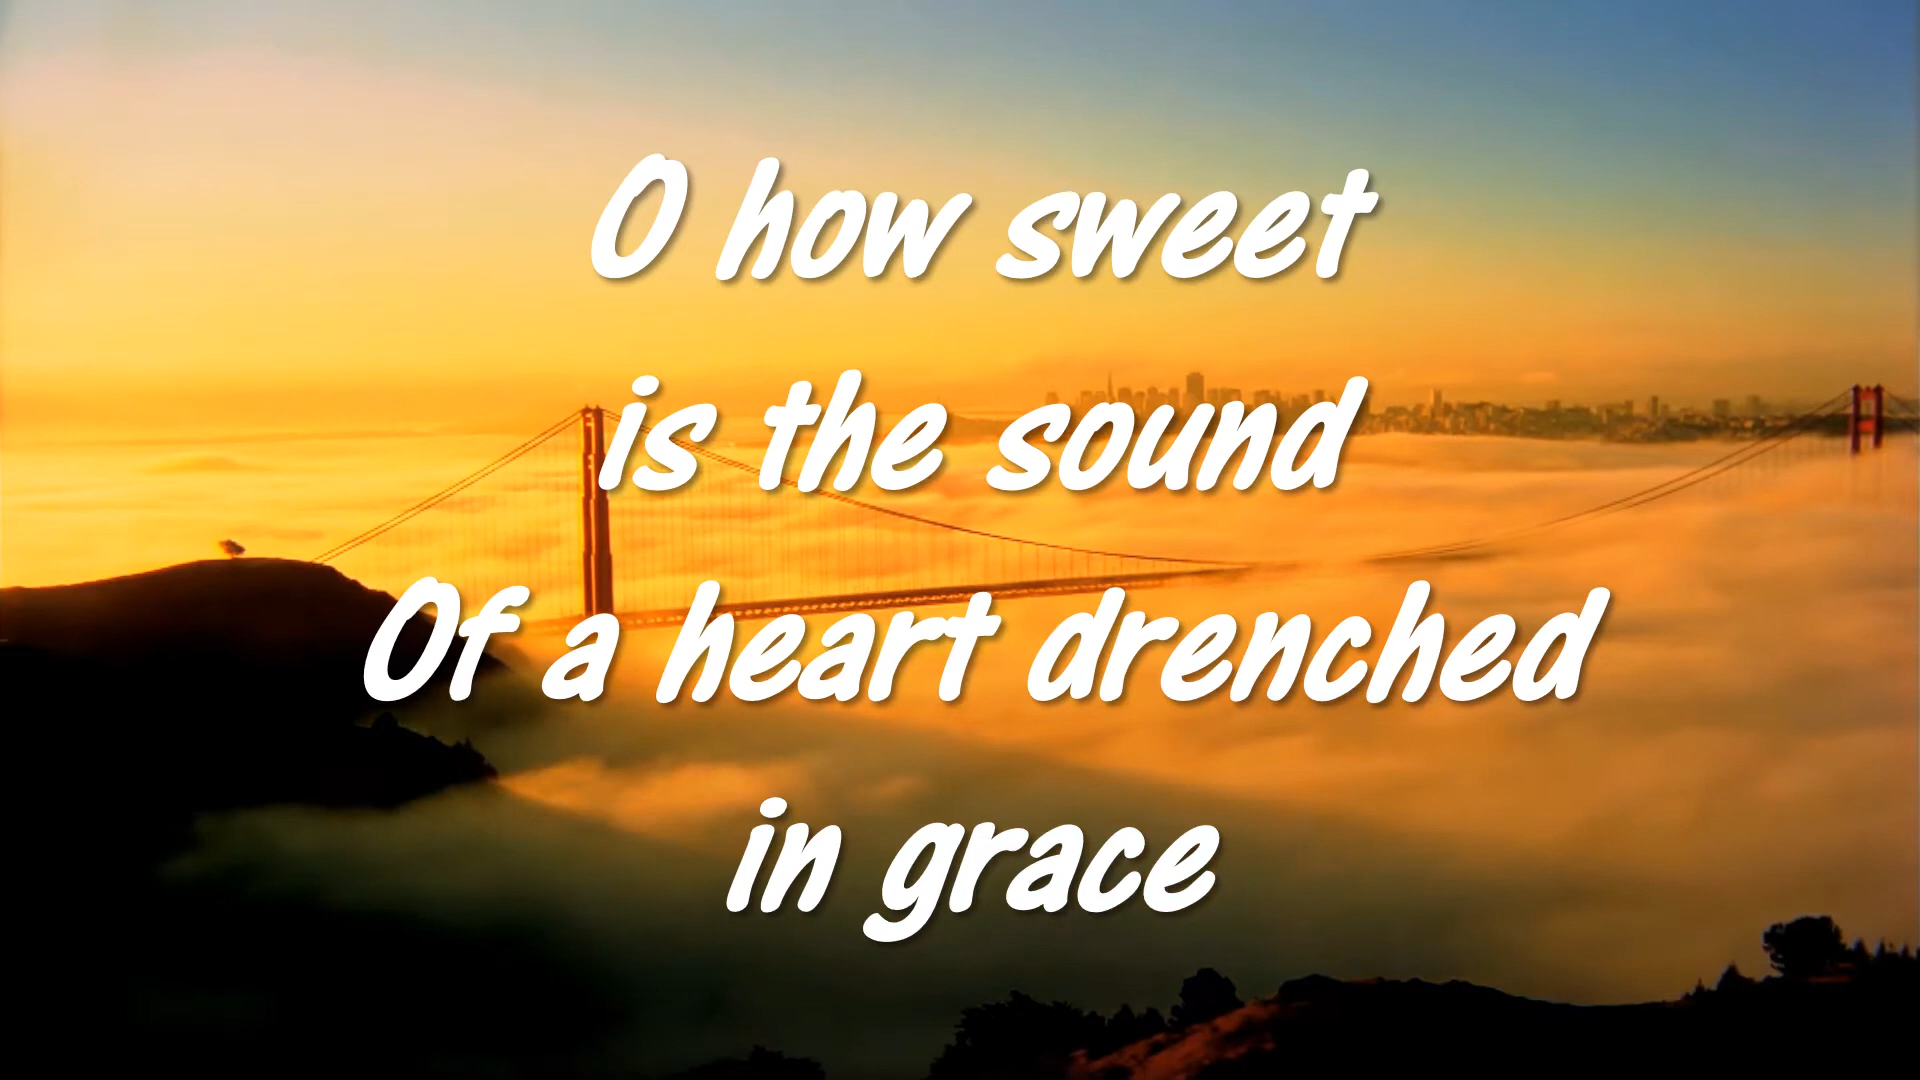 O how sweet
is the sound
Of a heart drenched
in grace